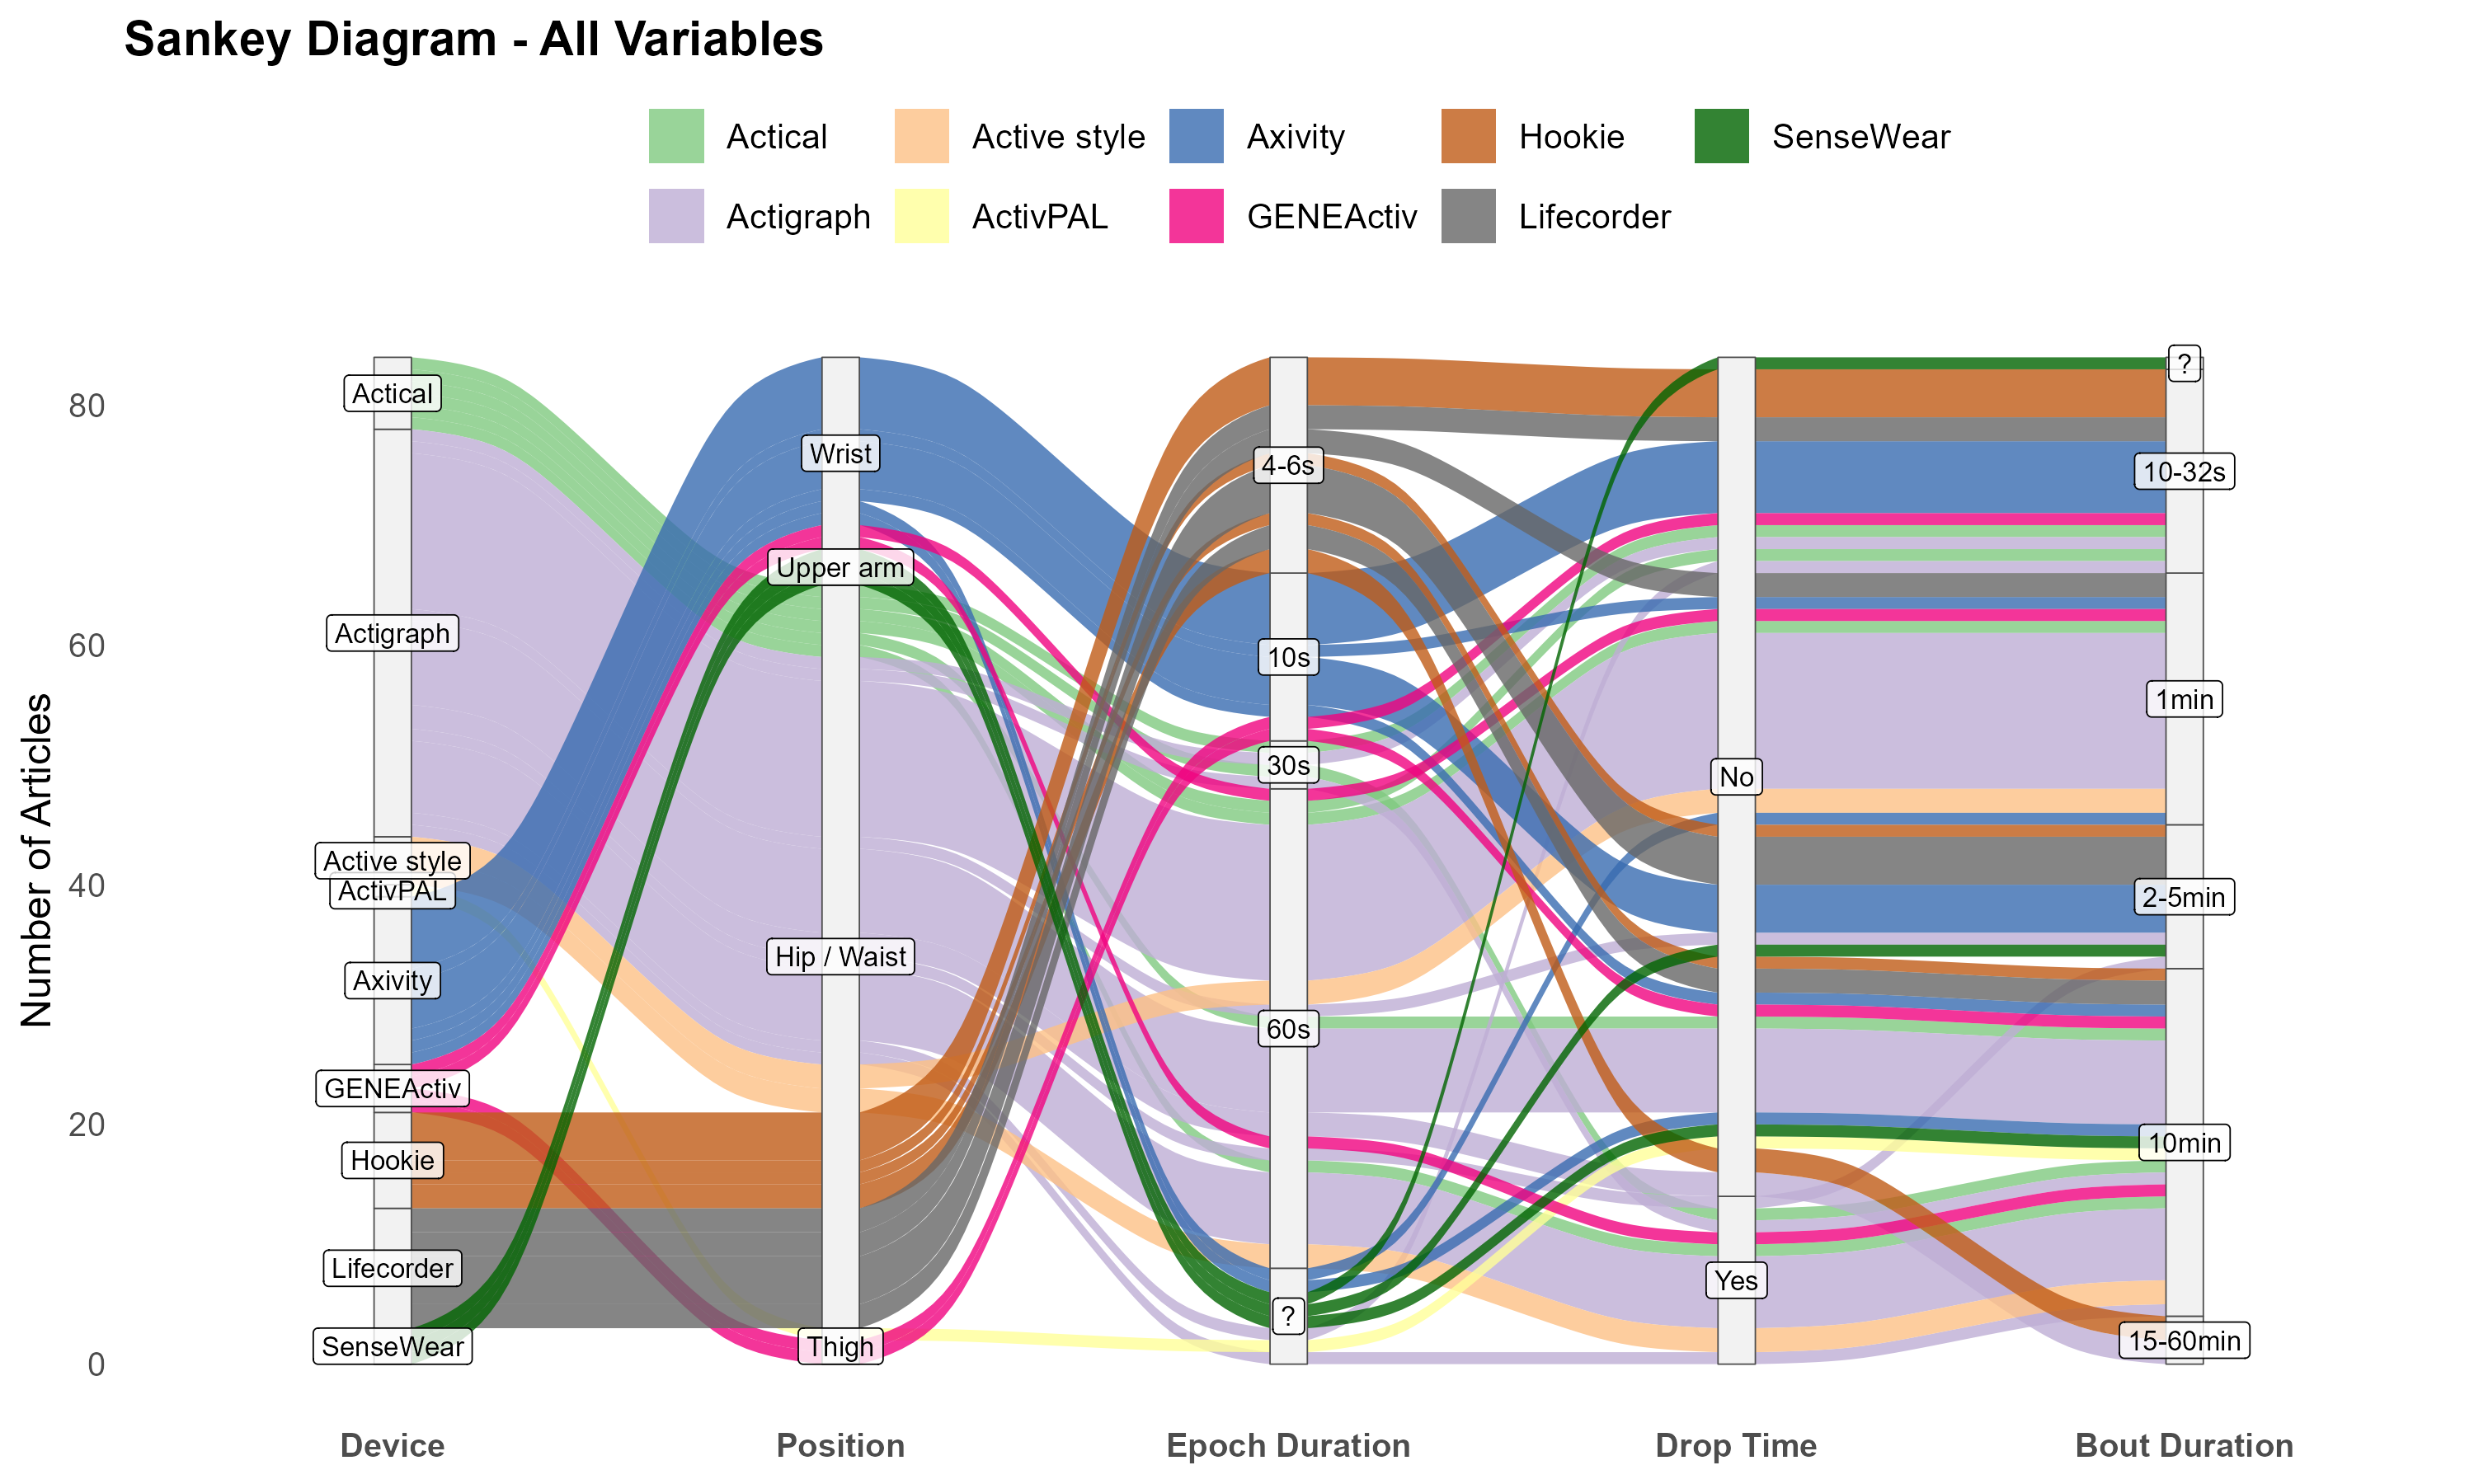 Sankey Diagram - All Variables
Actical
Active style
Axivity
Hookie
SenseWear
Actigraph
ActivPAL
GENEActiv
Lifecorder
Number of Articles
80
60
40
20
0
Actical
Actigraph
Active style
ActivPAL
Axivity
GENEActiv
Hookie
Lifecorder
SenseWear
Wrist
Upper arm
Hip / Waist
Thigh
4-6s
10s
30s
60s
?
No
Yes
?
10-32s
1min
2-5min
10min
15-60min
Device
Position
Epoch Duration
Drop Time
Bout Duration